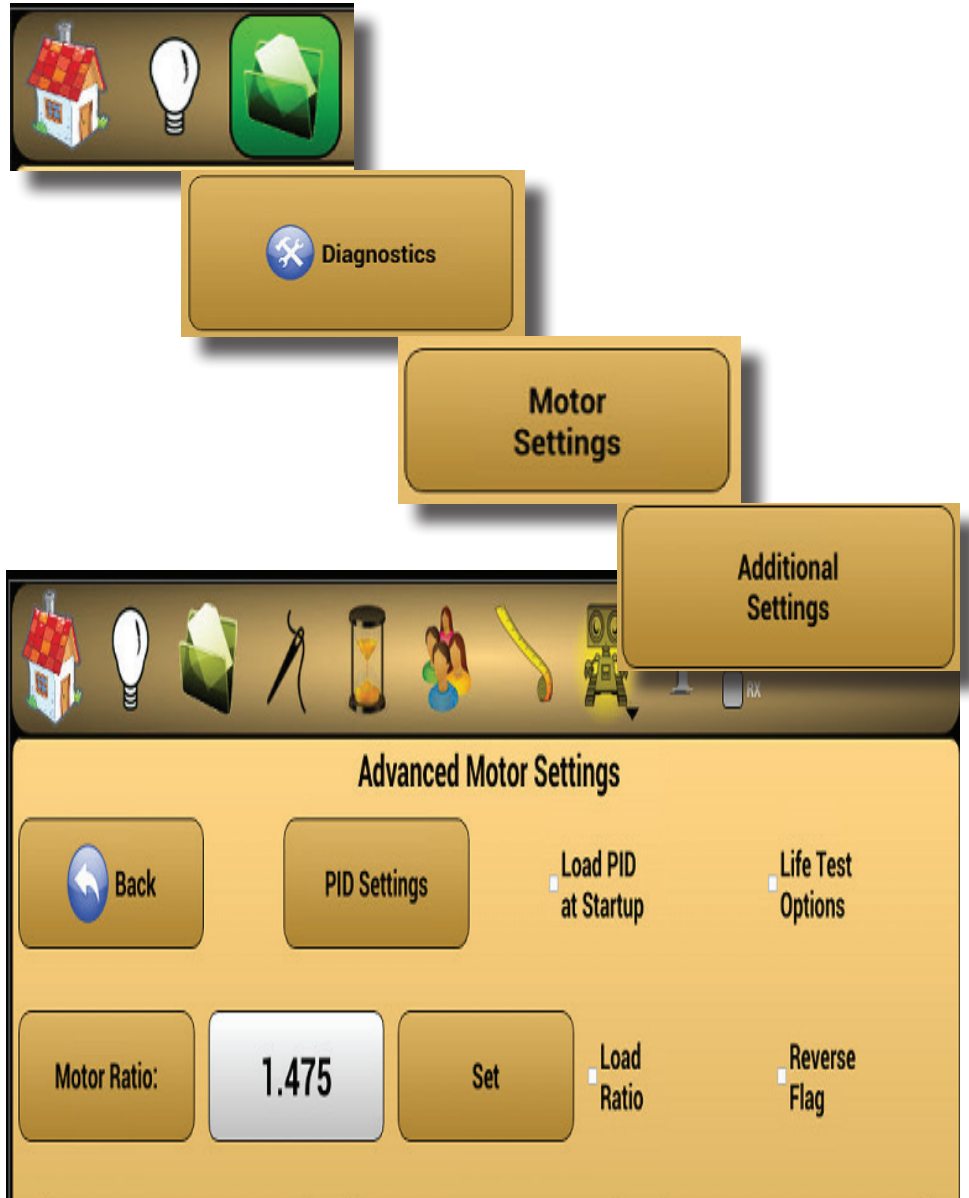 Diagnostics
Motor
Settings
Additional
Settings
RX
Advanced Motor Settings
Back
PID Settings
Load PID
at Startup
Life Test
Options
Motor Ratio:
1.475
Set
Load
Ratio
Reverse
Flag